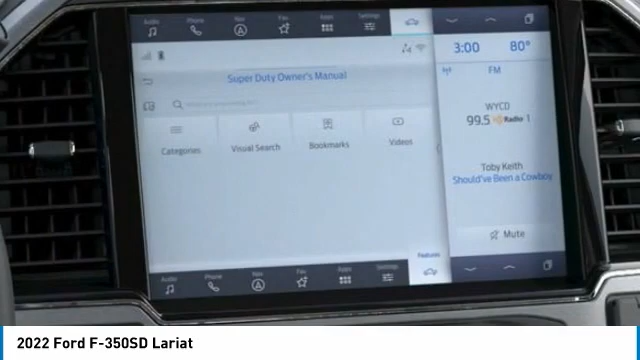 Audio Phone Nav Fav Apps Settings
3:00 80°
Super Duty Owner's Manual
FM
Categories Visual Search Bookmarks Videos
WYCD
99.5 Radio 1
Toby Keith
Should've Been a Cowboy
Mute
Features
Audio Phone Nav Fav Apps Settings
2022 Ford F-350SD Lariat